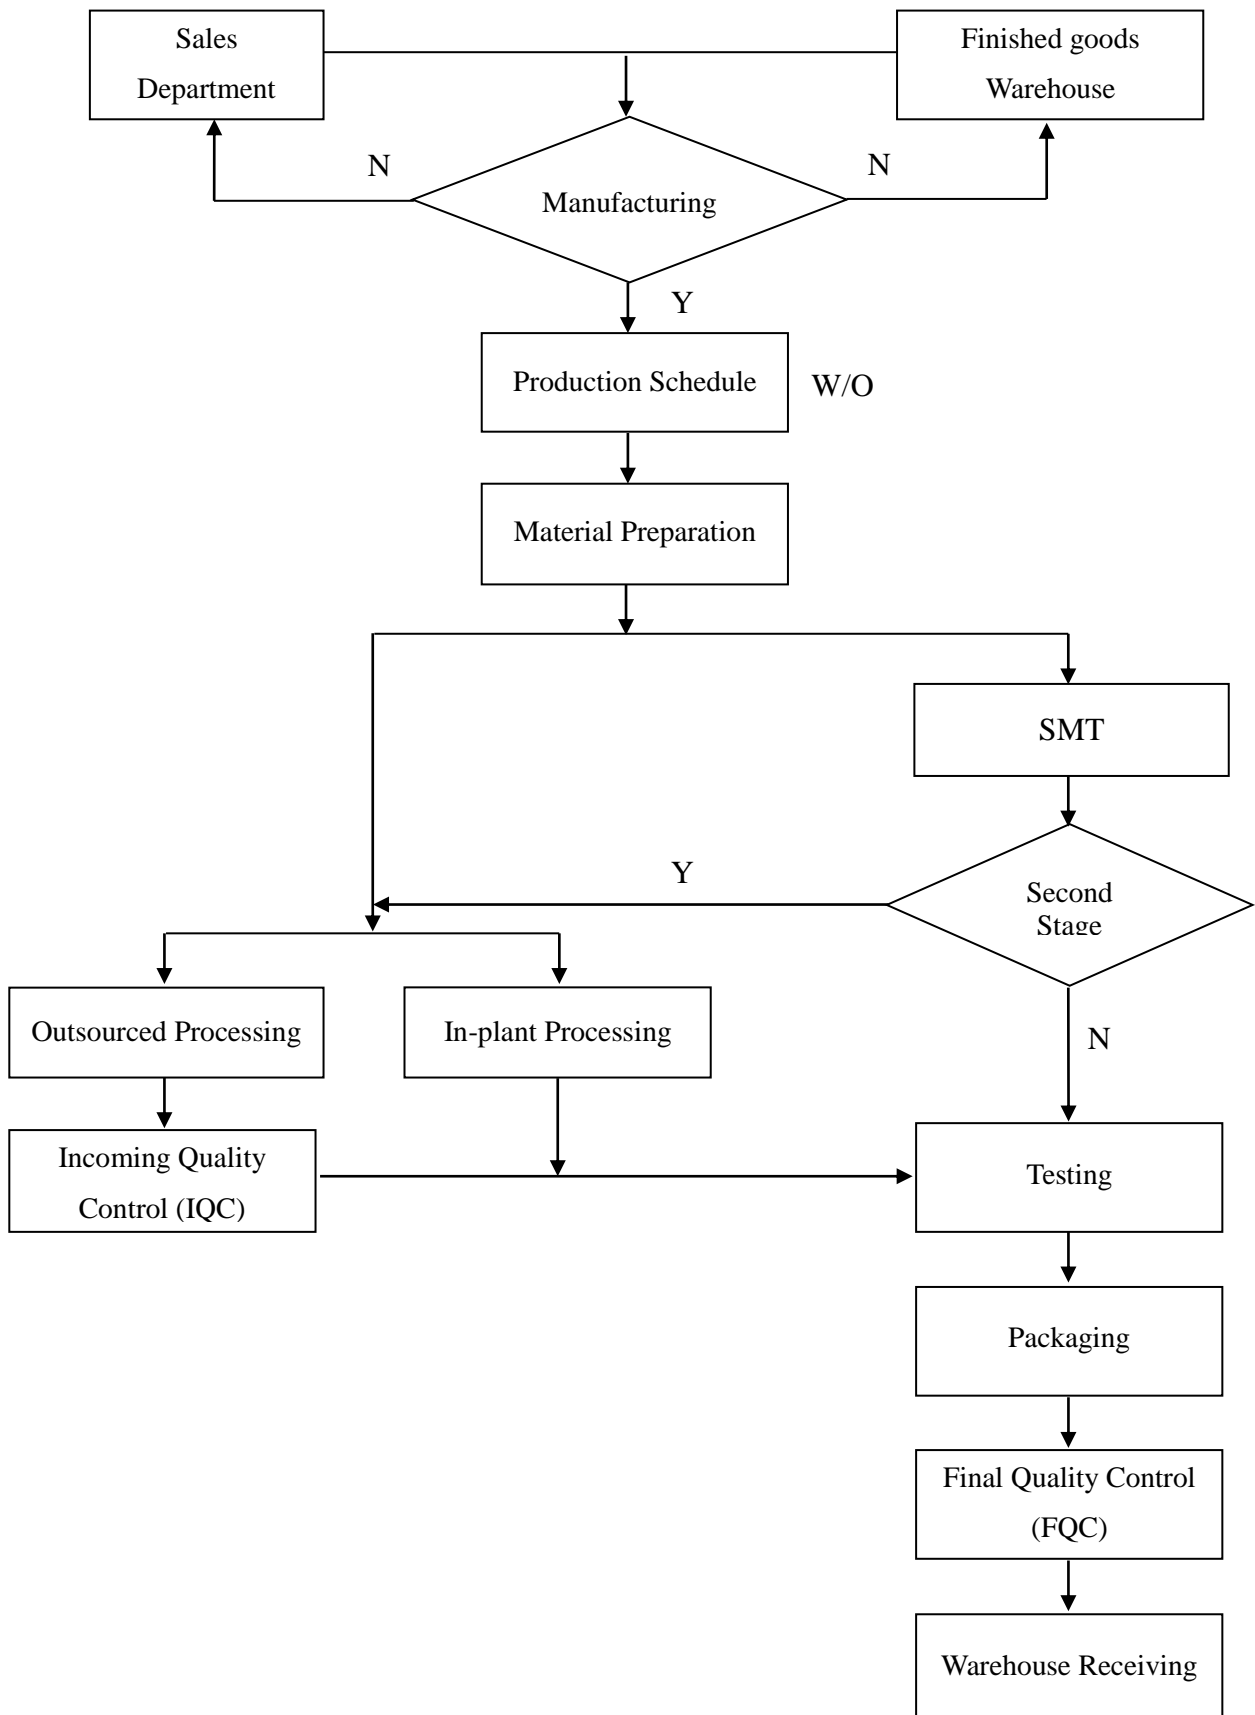 Sales
Department
Finished goods
Warehouse
N
N
Manufacturing
Y
Production Schedule
W/O
Material Preparation
SMT
Y
Second
Stage
Outsourced Processing
In-plant Processing
N
Incoming Quality
Control (IQC)
Testing
Packaging
Final Quality Control
(FQC)
Warehouse Receiving